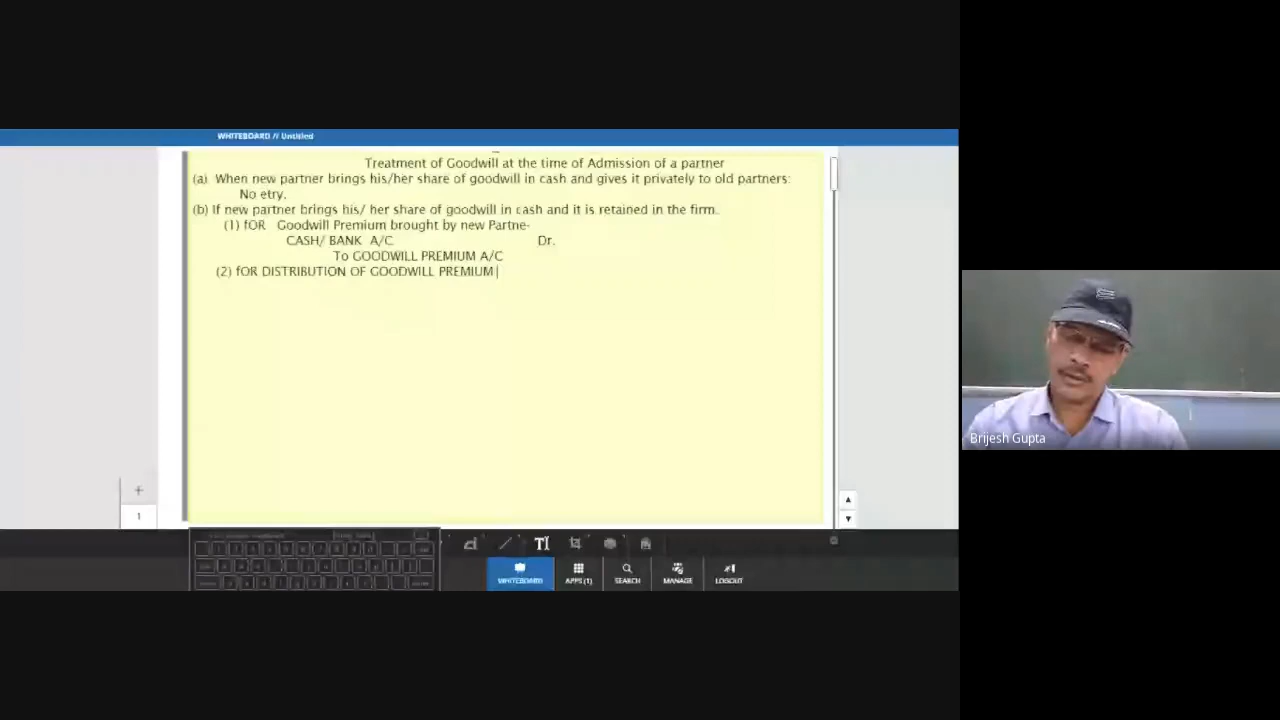 WHITEBOARD // Untitled
Treatment of Goodwill at the time of Admission of a partner
(a) When new partner brings his/her share of goodwill in cash and gives it privately to old partners:
No etry.
(b) If new partner brings his/ her share of goodwill in cash and it is retained in the firm.
(1) fOR Goodwill Premium brought by new Partne-
CASH/ BANK A/C Dr.
To GOODWILL PREMIUM A/C
(2) fOR DISTRIBUTION OF GOODWILL PREMIUM
Brijesh Gupta
1
WHITEBOARD APPS (1) SEARCH MANAGE LOGOUT